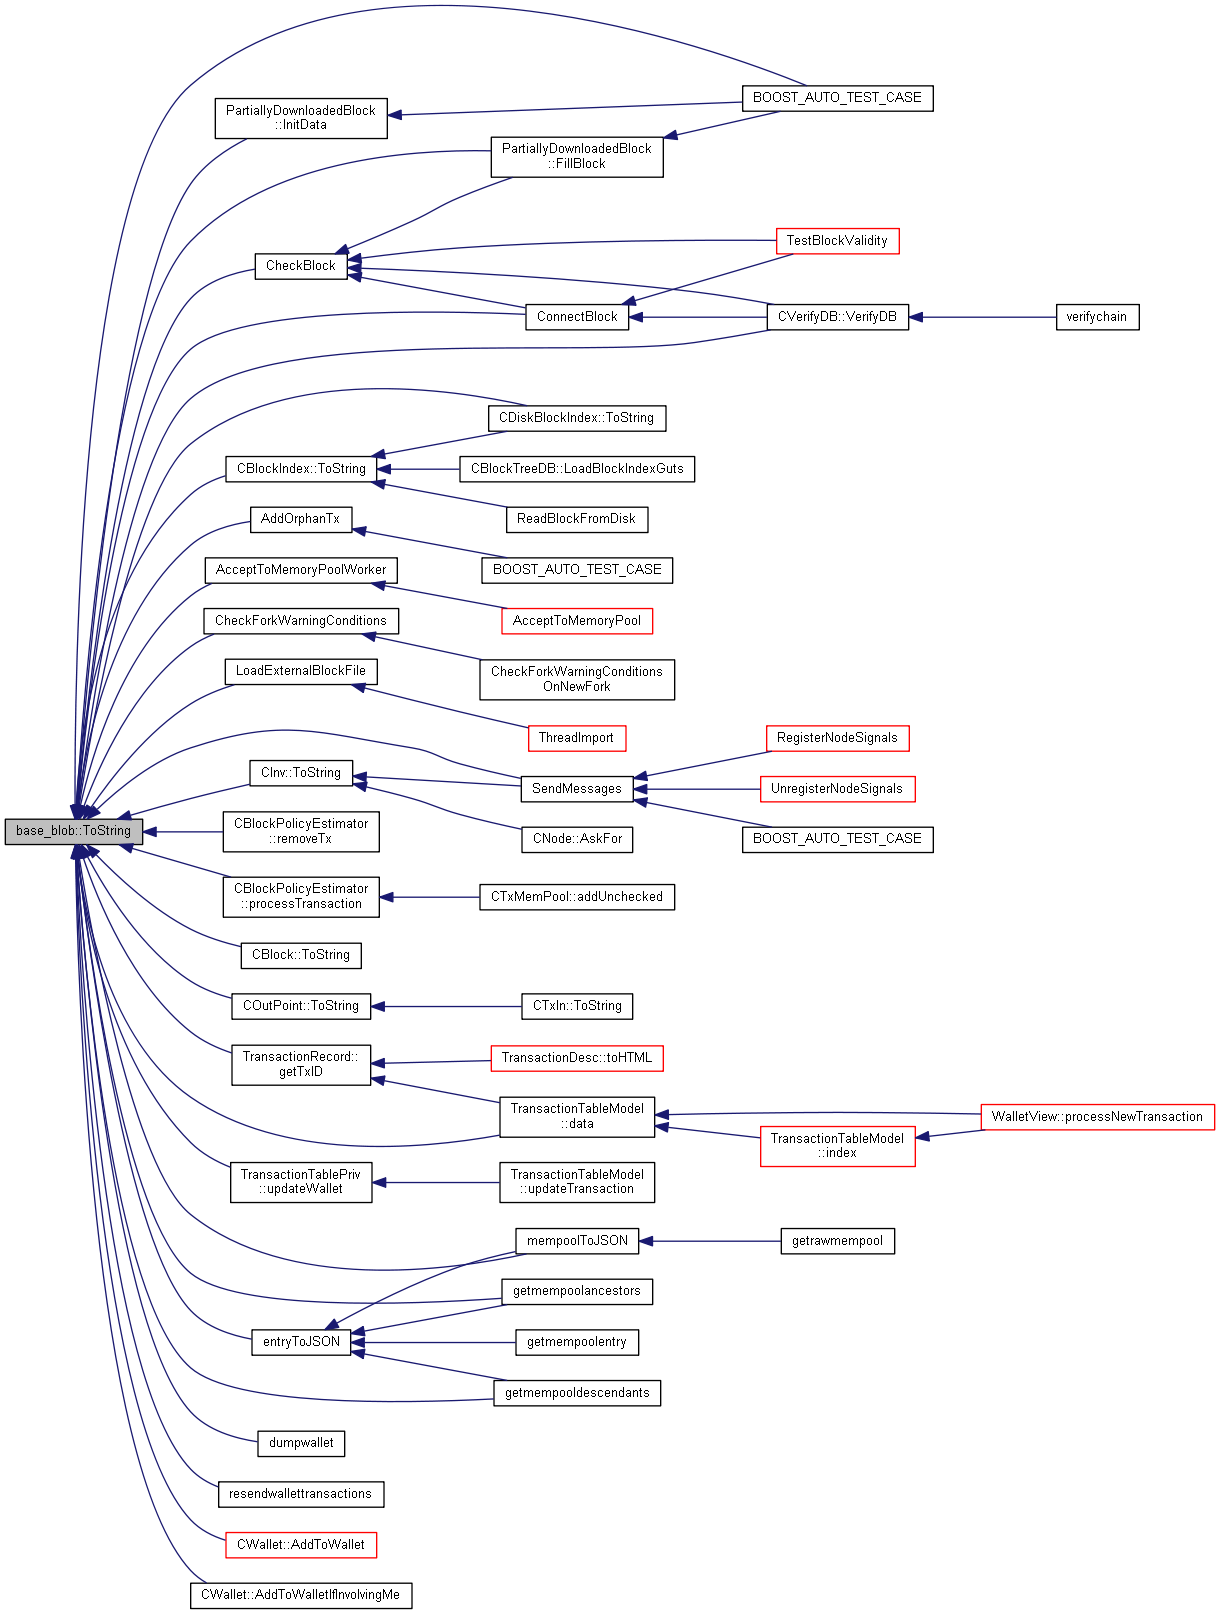 BOOST_AUTO_TEST_CASE
PartiallyDownloadedBlock
::InitData
PartiallyDownloadedBlock
::FillBlock
TestBlockValidity
CheckBlock
ConnectBlock
CVerifyDB::VerifyDB
verifychain
CDiskBlockIndex::ToString
CBlockIndex::ToString
CBlockTreeDB::LoadBlockIndexGuts
AddOrphanTx
ReadBlockFromDisk
AcceptToMemoryPoolWorker
BOOST_AUTO_TEST_CASE
CheckForkWarningConditions
AcceptToMemoryPool
LoadExternalBlockFile
CheckForkWarningConditions
OnNewFork
ThreadImport
RegisterNodeSignals
CInv::ToString
SendMessages
UnregisterNodeSignals
base_blob::ToString
CBlockPolicyEstimator
::removeTx
CNode::AskFor
BOOST_AUTO_TEST_CASE
CBlockPolicyEstimator
::processTransaction
CTxMemPool::addUnchecked
CBlock::ToString
COutPoint::ToString
CTxIn::ToString
TransactionRecord::
getTxID
TransactionDesc::toHTML
TransactionTableModel
::data
WalletView::processNewTransaction
TransactionTableModel
::index
TransactionTablePriv
::updateWallet
TransactionTableModel
::updateTransaction
mempoolToJSON
getrawmempool
getmempoolancestors
entryToJSON
getmempoolentry
getmempooldescendants
dumpwallet
resendwallettransactions
CWallet::AddToWallet
CWallet::AddToWalletIfInvolvingMe